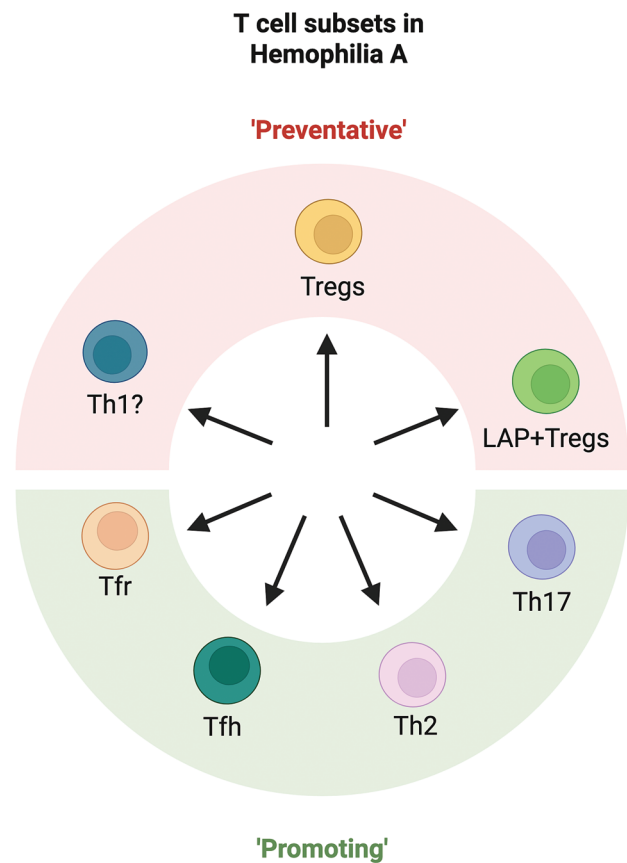 T cell subsets in
Hemophilia A
'Preventative'
Tregs
Th1?
LAP+Tregs
Tfr
Th17
Tfh
Th2
'Promoting'